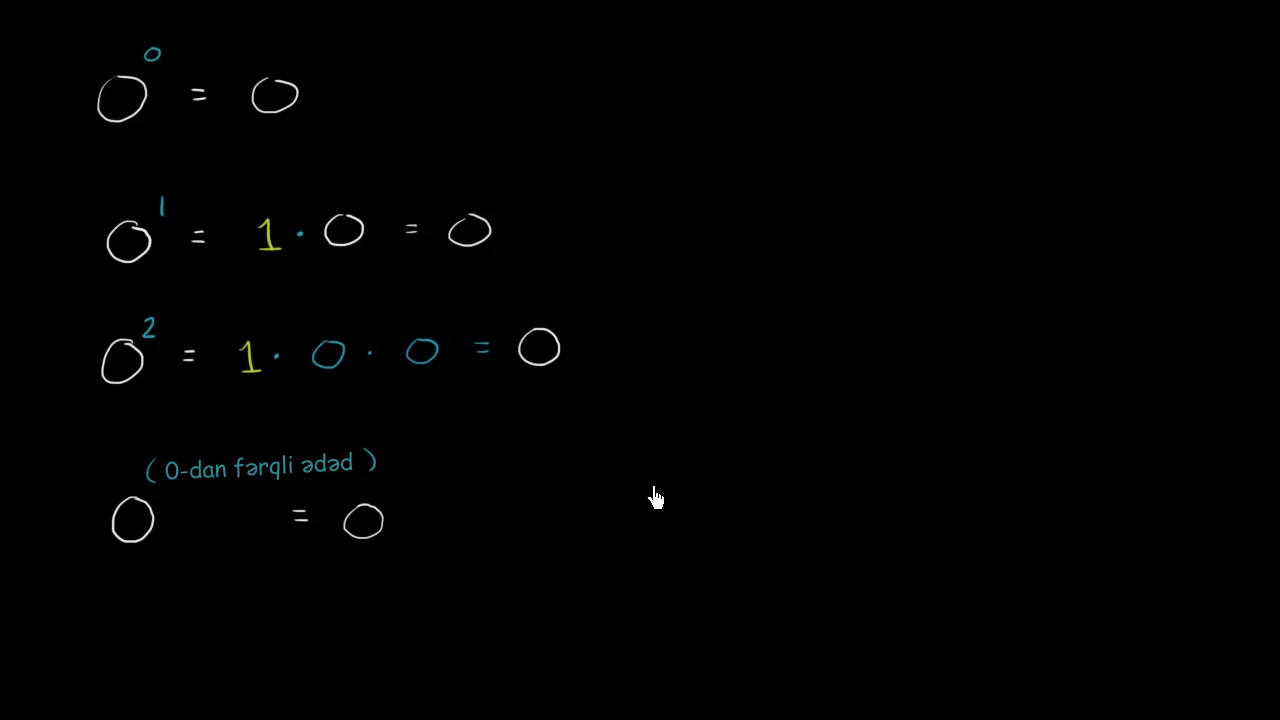 0⁰ = 0
0¹ = 1 · 0 = 0
0² = 1 · 0 · 0 = 0
( 0-dan fərqli ədəd )
0 = 0